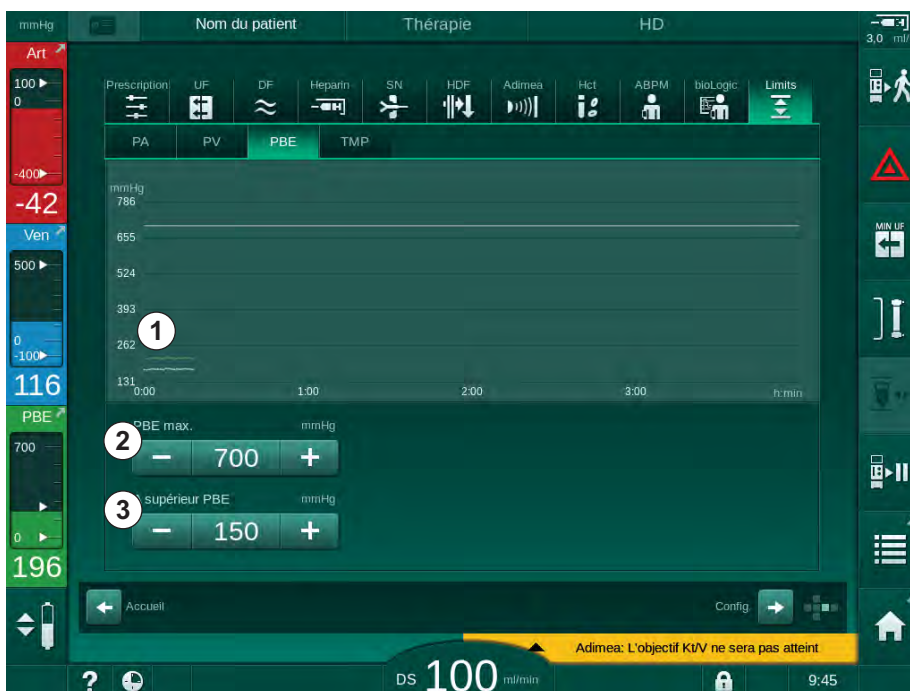 mmHg Nom du patient Thérapie HD
3,0 ml/
Art
100
0
-400
-42
Ven
500
0
-100
116
PBE
700
0
196
Prescription UF DF Heparin SN HDF Adimea Hct ABPM bioLogic Limits
PA PV PBE TMP
mmHg
786
655
524
393
262
131
0:00 1:00 2:00 3:00 h:min
1
2
PBE max. mmHg
− 700 +
3
supérieur PBE mmHg
− 150 +
MIN UF
Accueil Config
Adimea: L'objectif Kt/V ne sera pas atteint
? DS 100 ml/min 9:45